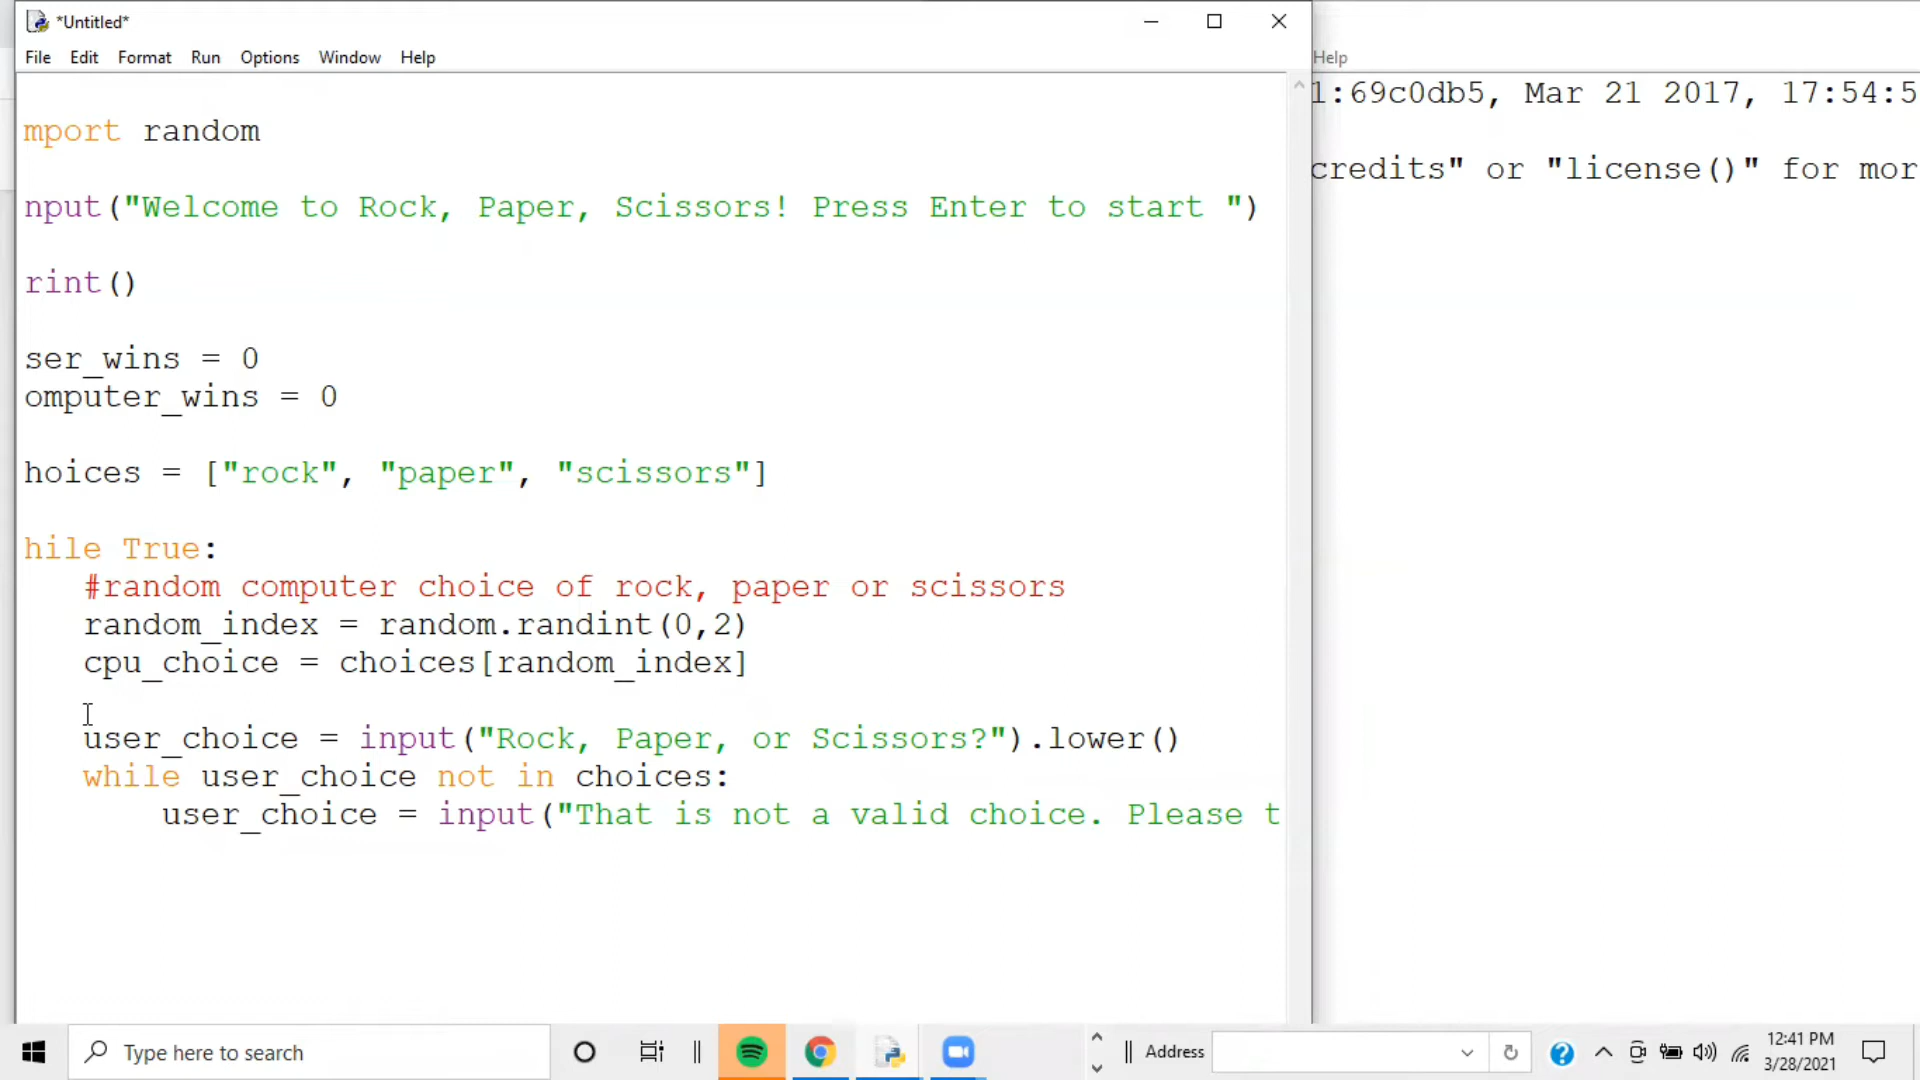 *Untitled*
File Edit Format Run Options Window Help
Help
mport random
nput("Welcome to Rock, Paper, Scissors! Press Enter to start ")
rint()
ser_wins = 0
omputer_wins = 0
hoices = ["rock", "paper", "scissors"]
hile True:
#random computer choice of rock, paper or scissors
random_index = random.randint(0,2)
cpu_choice = choices[random_index]
user_choice = input("Rock, Paper, or Scissors?").lower()
while user_choice not in choices:
user_choice = input("That is not a valid choice. Please t
1:69c0db5, Mar 21 2017, 17:54:5
credits" or "license()" for mor
Type here to search
Address
12:41 PM
3/28/2021